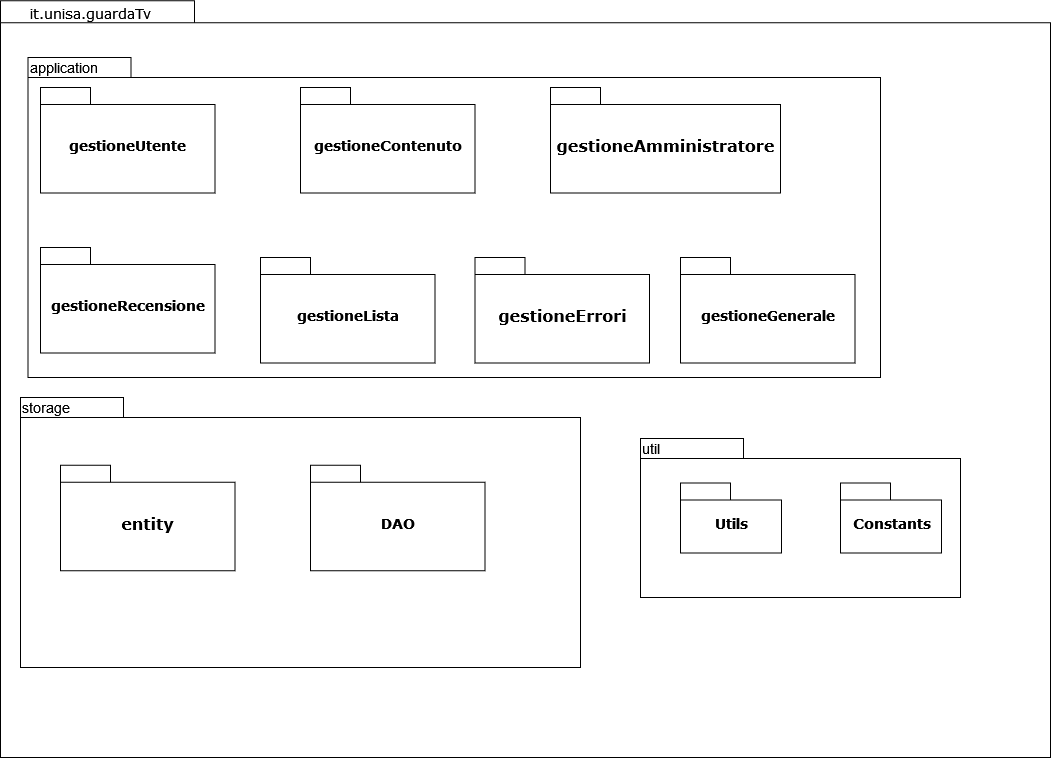 it.unisa.guardaTv
application
gestioneUtente
gestioneContenuto
gestioneAmministratore
gestioneRecensione
gestioneLista
gestioneErrori
gestioneGenerale
storage
entity
DAO
util
Utils
Constants